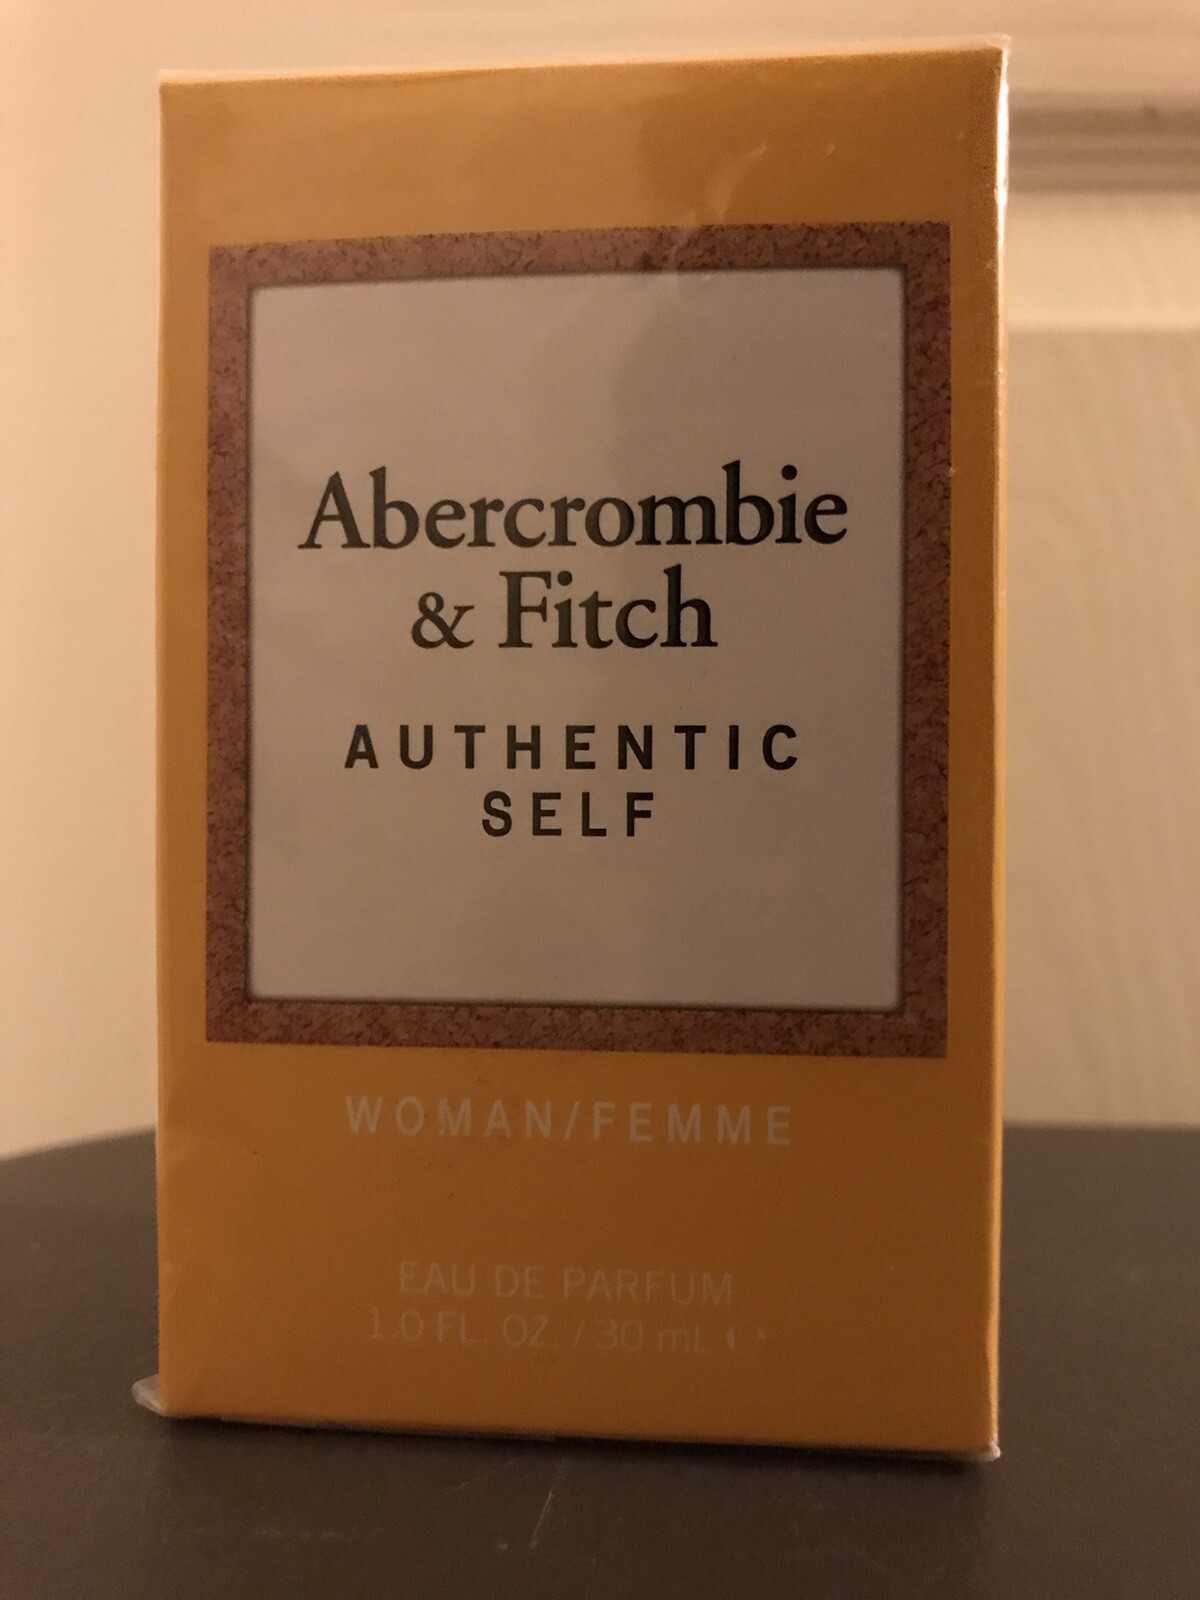 Abercrombie
& Fitch
AUTHENTIC
SELF
WOMAN/FEMME
EAU DE PARFUM
1.0 FL. OZ. / 30 mL ℮